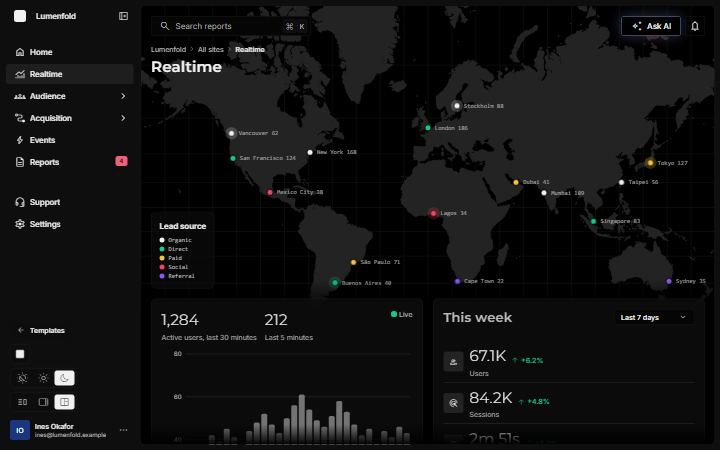 Lumenfold
Home
Realtime
Audience
Acquisition
Events
Reports
4
Support
Settings
Templates
IO
Ines Okafor
ines@lumenfold.example
Search reports
⌘ K
Ask AI
Lumenfold > All sites > Realtime
Realtime
Stockholm 88
London 186
Vancouver 62
New York 168
San Francisco 124
Tokyo 127
Dubai 41
Taipei 56
Mumbai 109
Mexico City 38
Lagos 34
Singapore 83
São Paulo 71
Buenos Aires 40
Cape Town 22
Sydney 35
Lead source
Organic
Direct
Paid
Social
Referral
1,284
Active users, last 30 minutes
212
Last 5 minutes
Live
80
60
40
This week
Last 7 days
67.1K
+6.2%
Users
84.2K
+4.8%
Sessions
2m 51s